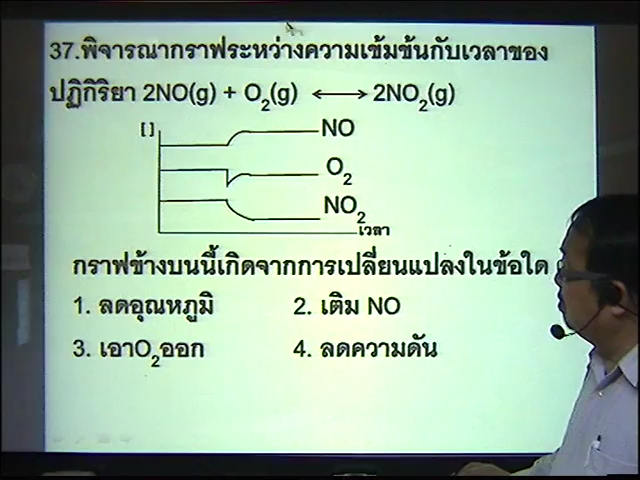 37.พิจารณากราฟระหว่างความเข้มข้นกับเวลาของ
ปฏิกิริยา 2NO(g) + O₂(g) ⟷ 2NO₂(g)
[ ]
NO
O₂
NO₂
เวลา
กราฟข้างบนนี้เกิดจากการเปลี่ยนแปลงในข้อใด
1. ลดอุณหภูมิ 2. เติม NO
3. เอาO₂ออก 4. ลดความดัน